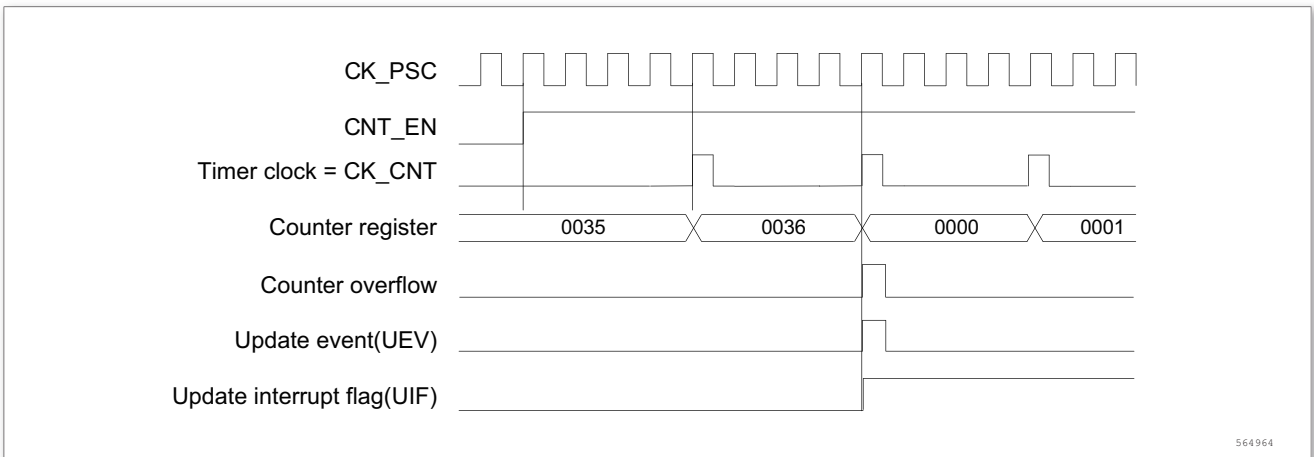 CK_PSC
CNT_EN
Timer clock = CK_CNT
Counter register 0035 0036 0000 0001
Counter overflow
Update event(UEV)
Update interrupt flag(UIF)
564964